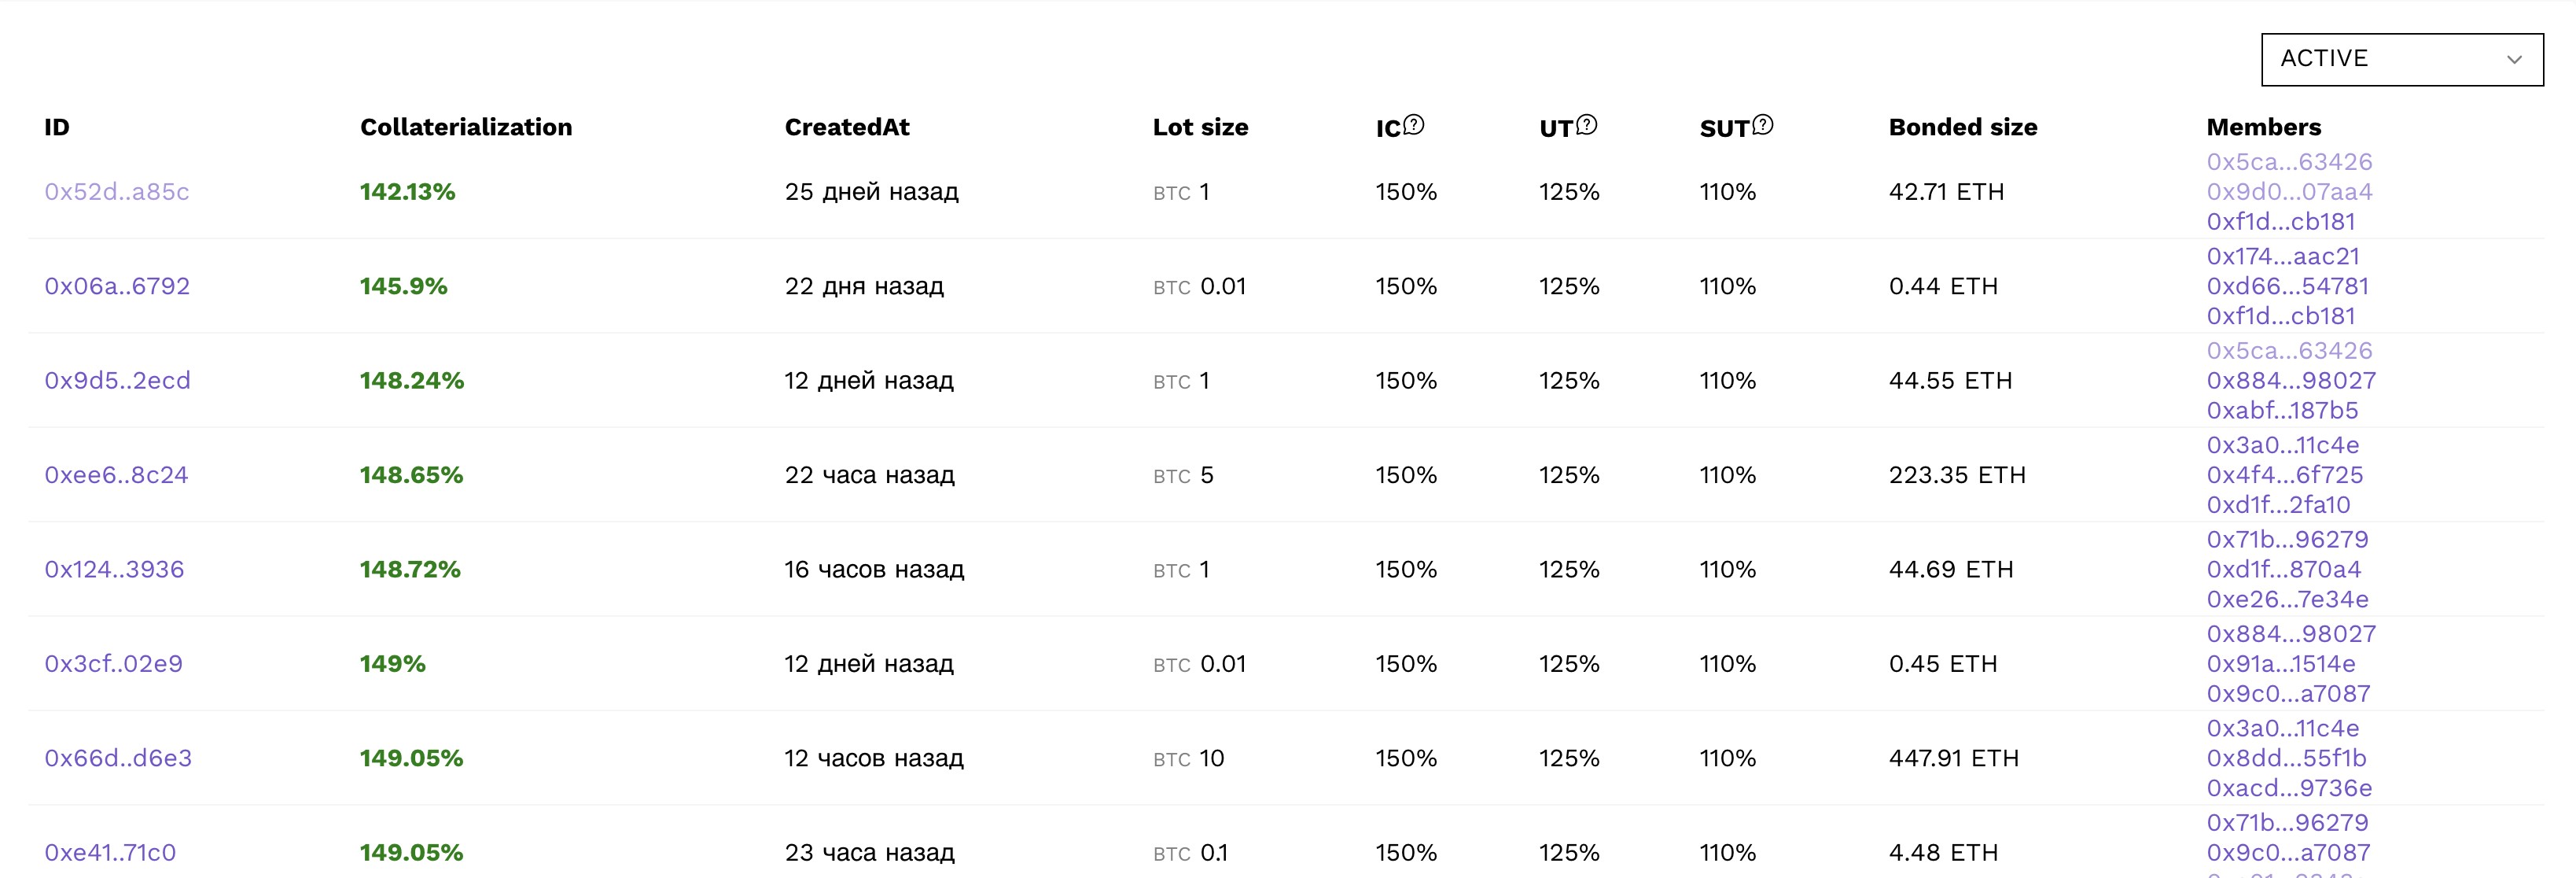 ACTIVE
ID Collaterialization CreatedAt Lot size IC? UT? SUT? Bonded size Members
0x5ca...63426
0x52d..a85c 142.13% 25 дней назад BTC 1 150% 125% 110% 42.71 ETH 0x9d0...07aa4
0xf1d...cb181
0x174...aac21
0x06a..6792 145.9% 22 дня назад BTC 0.01 150% 125% 110% 0.44 ETH 0xd66...54781
0xf1d...cb181
0x5ca...63426
0x9d5..2ecd 148.24% 12 дней назад BTC 1 150% 125% 110% 44.55 ETH 0x884...98027
0xabf...187b5
0x3a0...11c4e
0xee6..8c24 148.65% 22 часа назад BTC 5 150% 125% 110% 223.35 ETH 0x4f4...6f725
0xd1f...2fa10
0x71b...96279
0x124..3936 148.72% 16 часов назад BTC 1 150% 125% 110% 44.69 ETH 0xd1f...870a4
0xe26...7e34e
0x884...98027
0x3cf..02e9 149% 12 дней назад BTC 0.01 150% 125% 110% 0.45 ETH 0x91a...1514e
0x9c0...a7087
0x3a0...11c4e
0x66d..d6e3 149.05% 12 часов назад BTC 10 150% 125% 110% 447.91 ETH 0x8dd...55f1b
0xacd...9736e
0x71b...96279
0xe41..71c0 149.05% 23 часа назад BTC 0.1 150% 125% 110% 4.48 ETH 0x9c0...a7087